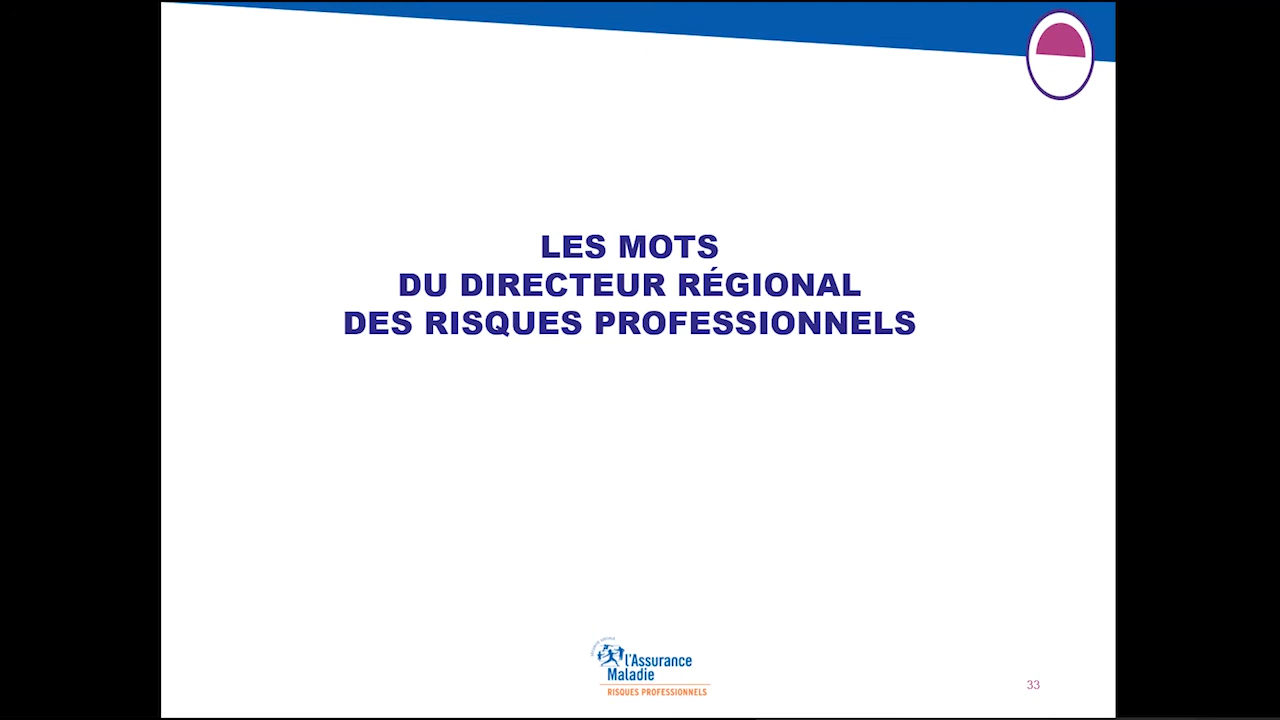 LES MOTS
DU DIRECTEUR RÉGIONAL
DES RISQUES PROFESSIONNELS
l'Assurance
Maladie
RISQUES PROFESSIONNELS
33